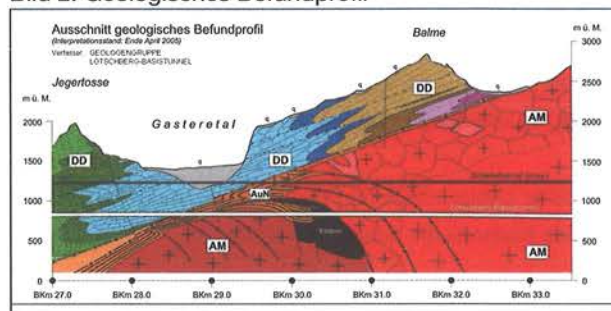 Bild 2: Geologisches Befundprofil
Ausschnitt geologisches Befundprofil
(Interpretationsstand: Ende April 2005)
Verfasser: GEOLOGENGRUPPE
LÖTSCHBERG-BASISTUNNEL
Balme
Jegertosse
Gasteretal
m ü. M.
m ü. M.
3000
2500
2000
1500
1000
500
0
2000
1500
1000
500
0
q
q
q
q
q
q
DD
DD
DD
AM
AuN
AM
AM
BKm 27.0
BKm 28.0
BKm 29.0
BKm 30.0
BKm 31.0
BKm 32.0
BKm 33.0